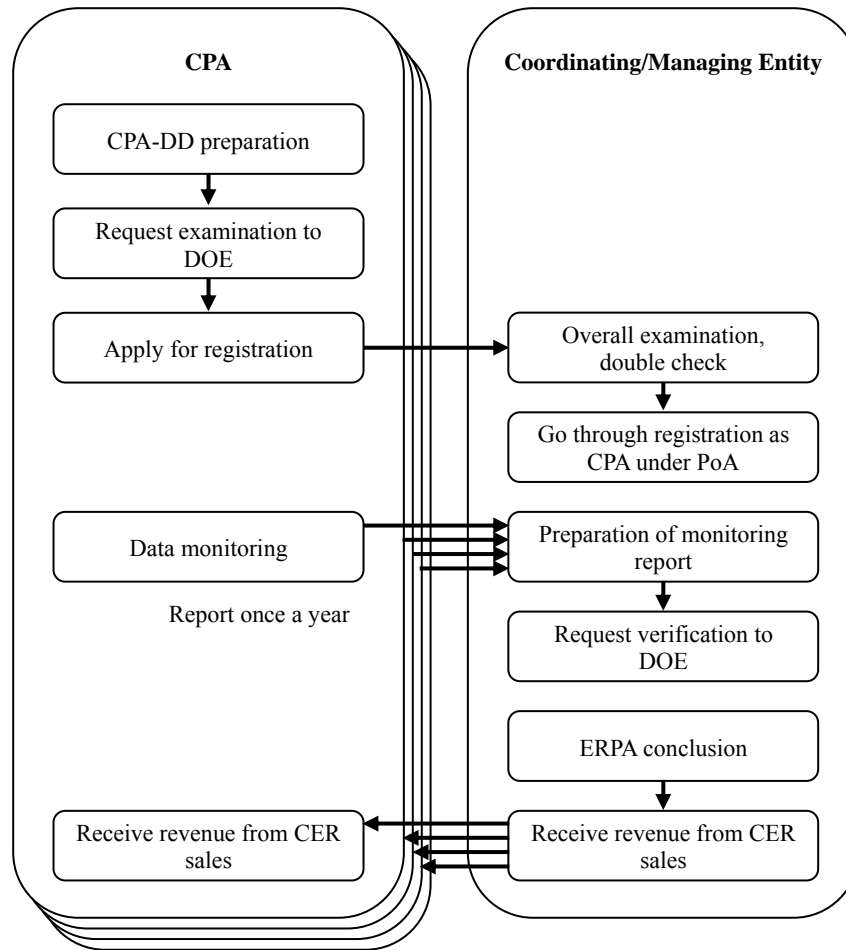 CPA
CPA-DD preparation
Request examination to
DOE
Apply for registration
Data monitoring
Report once a year
Receive revenue from CER
sales
Coordinating/Managing Entity
Overall examination,
double check
Go through registration as
CPA under PoA
Preparation of monitoring
report
Request verification to
DOE
ERPA conclusion
Receive revenue from CER
sales